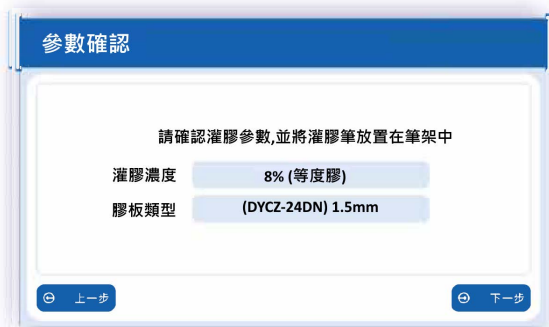 參數確認
請確認灌膠參數,並將灌膠筆放置在筆架中
灌膠濃度 8% (等度膠)
膠板類型 (DYCZ-24DN) 1.5mm
上一步 下一步